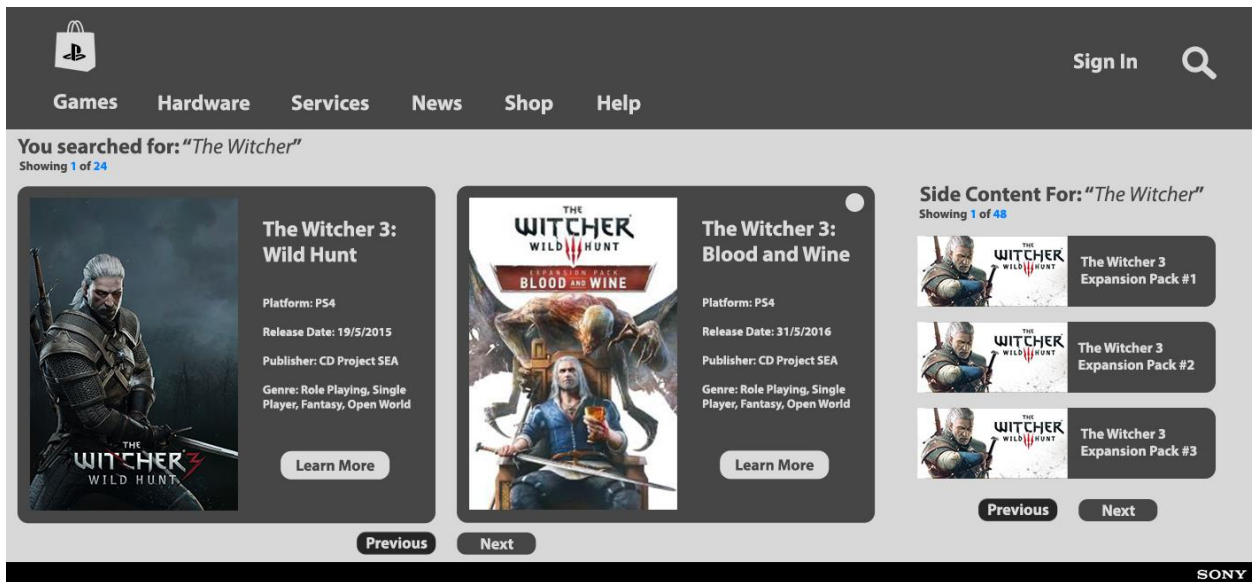 Sign In
Games Hardware Services News Shop Help
You searched for: “The Witcher”
Showing 1 of 24
THE
WITCHER 3
WILD HUNT
The Witcher 3:
Wild Hunt
Platform: PS4
Release Date: 19/5/2015
Publisher: CD Project SEA
Genre: Role Playing, Single
Player, Fantasy, Open World
Learn More
THE
WITCHER
WILD HUNT
EXPANSION PACK
BLOOD AND WINE
The Witcher 3:
Blood and Wine
Platform: PS4
Release Date: 31/5/2016
Publisher: CD Project SEA
Genre: Role Playing, Single
Player, Fantasy, Open World
Learn More
Previous Next
Side Content For: “The Witcher”
Showing 1 of 48
THE
WITCHER
WILD HUNT
The Witcher 3
Expansion Pack #1
THE
WITCHER
WILD HUNT
The Witcher 3
Expansion Pack #2
THE
WITCHER
WILD HUNT
The Witcher 3
Expansion Pack #3
Previous Next
SONY